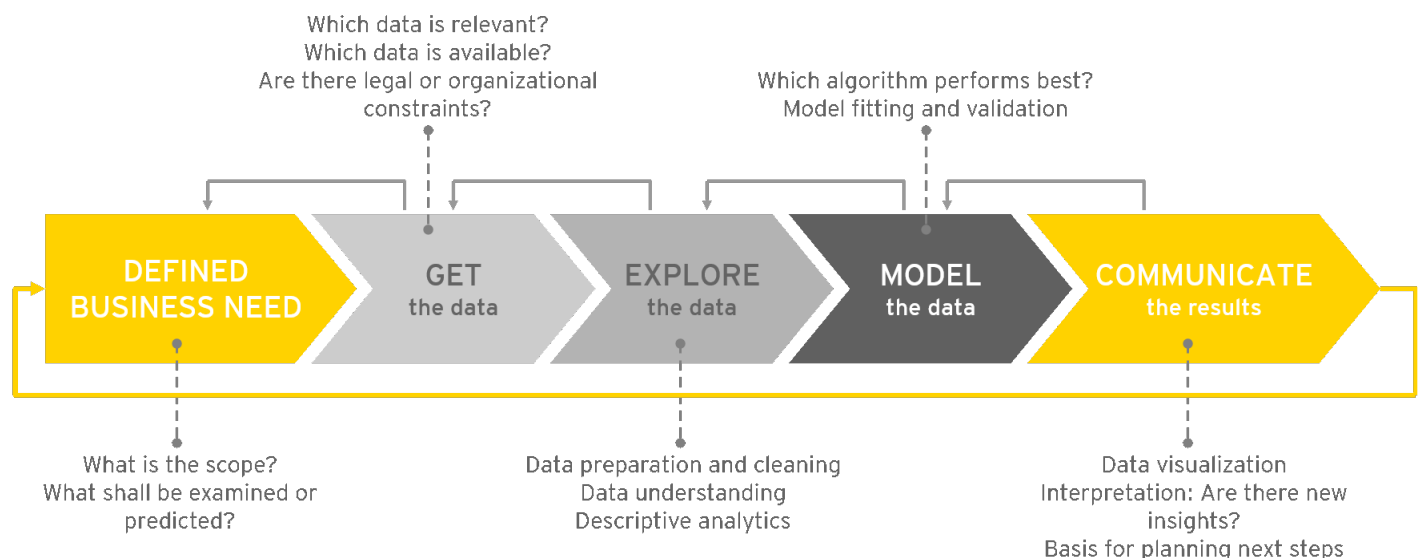 Which data is relevant?
Which data is available?
Are there legal or organizational
constraints?
Which algorithm performs best?
Model fitting and validation
DEFINED
BUSINESS NEED
GET
the data
EXPLORE
the data
MODEL
the data
COMMUNICATE
the results
What is the scope?
What shall be examined or
predicted?
Data preparation and cleaning
Data understanding
Descriptive analytics
Data visualization
Interpretation: Are there new
insights?
Basis for planning next steps